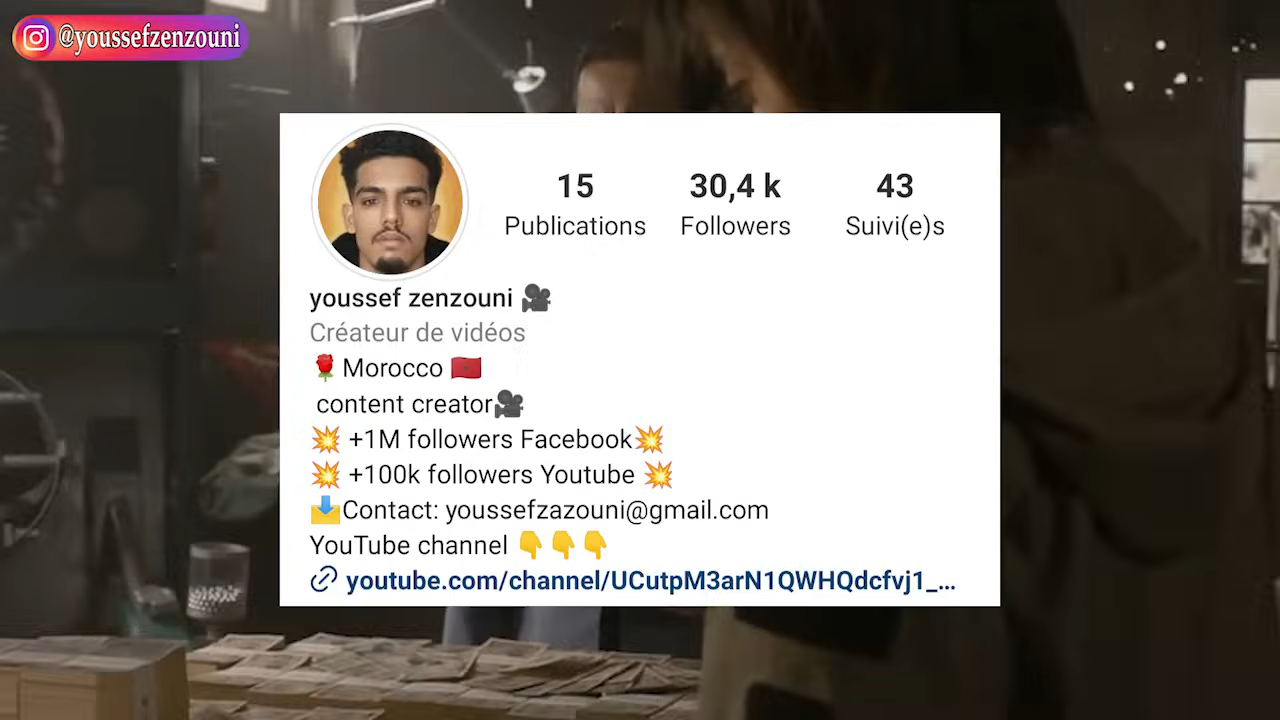 @youssefzenzouni
15 30,4 k 43
Publications Followers Suivi(e)s
youssef zenzouni 🎥
Créateur de vidéos
🌹Morocco 🇲🇦
content creator🎥
💥 +1M followers Facebook💥
💥 +100k followers Youtube 💥
📩Contact: youssefzazouni@gmail.com
YouTube channel 👇👇👇
youtube.com/channel/UCutpM3arN1QWHQdcfvj1_...